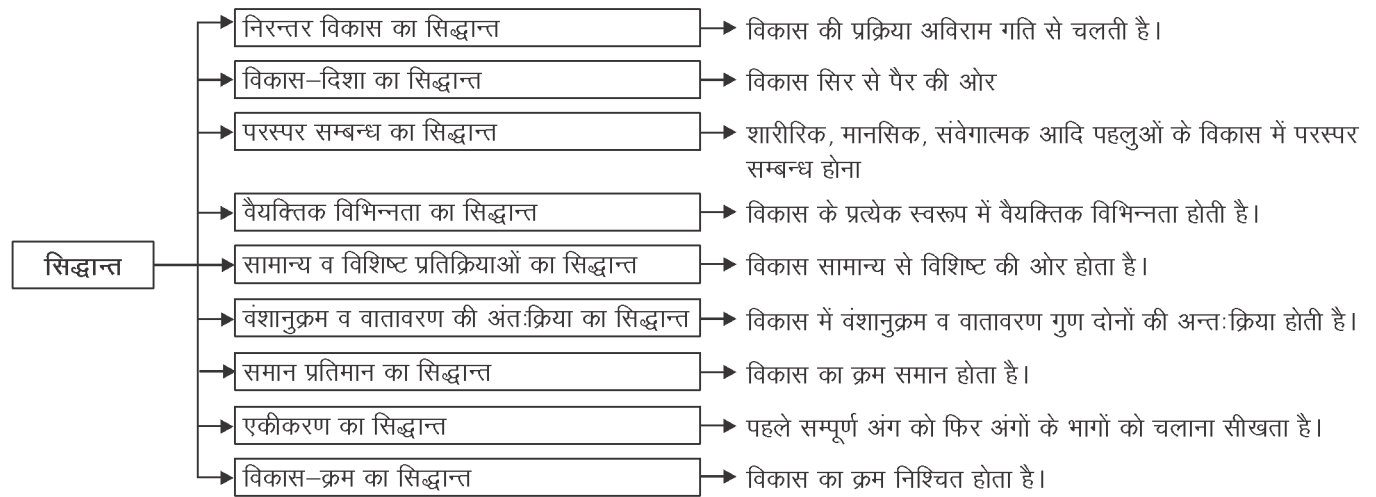 निरन्तर विकास का सिद्धान्त
विकास की प्रक्रिया अविराम गति से चलती है।
विकास–दिशा का सिद्धान्त
विकास सिर से पैर की ओर
परस्पर सम्बन्ध का सिद्धान्त
शारीरिक, मानसिक, संवेगात्मक आदि पहलुओं के विकास में परस्पर
सम्बन्ध होना
वैयक्तिक विभिन्नता का सिद्धान्त
विकास के प्रत्येक स्वरूप में वैयक्तिक विभिन्नता होती है।
सिद्धान्त
सामान्य व विशिष्ट प्रतिक्रियाओं का सिद्धान्त
विकास सामान्य से विशिष्ट की ओर होता है।
वंशानुक्रम व वातावरण की अंतःक्रिया का सिद्धान्त
विकास में वंशानुक्रम व वातावरण गुण दोनों की अन्तःक्रिया होती है।
समान प्रतिमान का सिद्धान्त
विकास का क्रम समान होता है।
एकीकरण का सिद्धान्त
पहले सम्पूर्ण अंग को फिर अंगों के भागों को चलाना सीखता है।
विकास–क्रम का सिद्धान्त
विकास का क्रम निश्चित होता है।